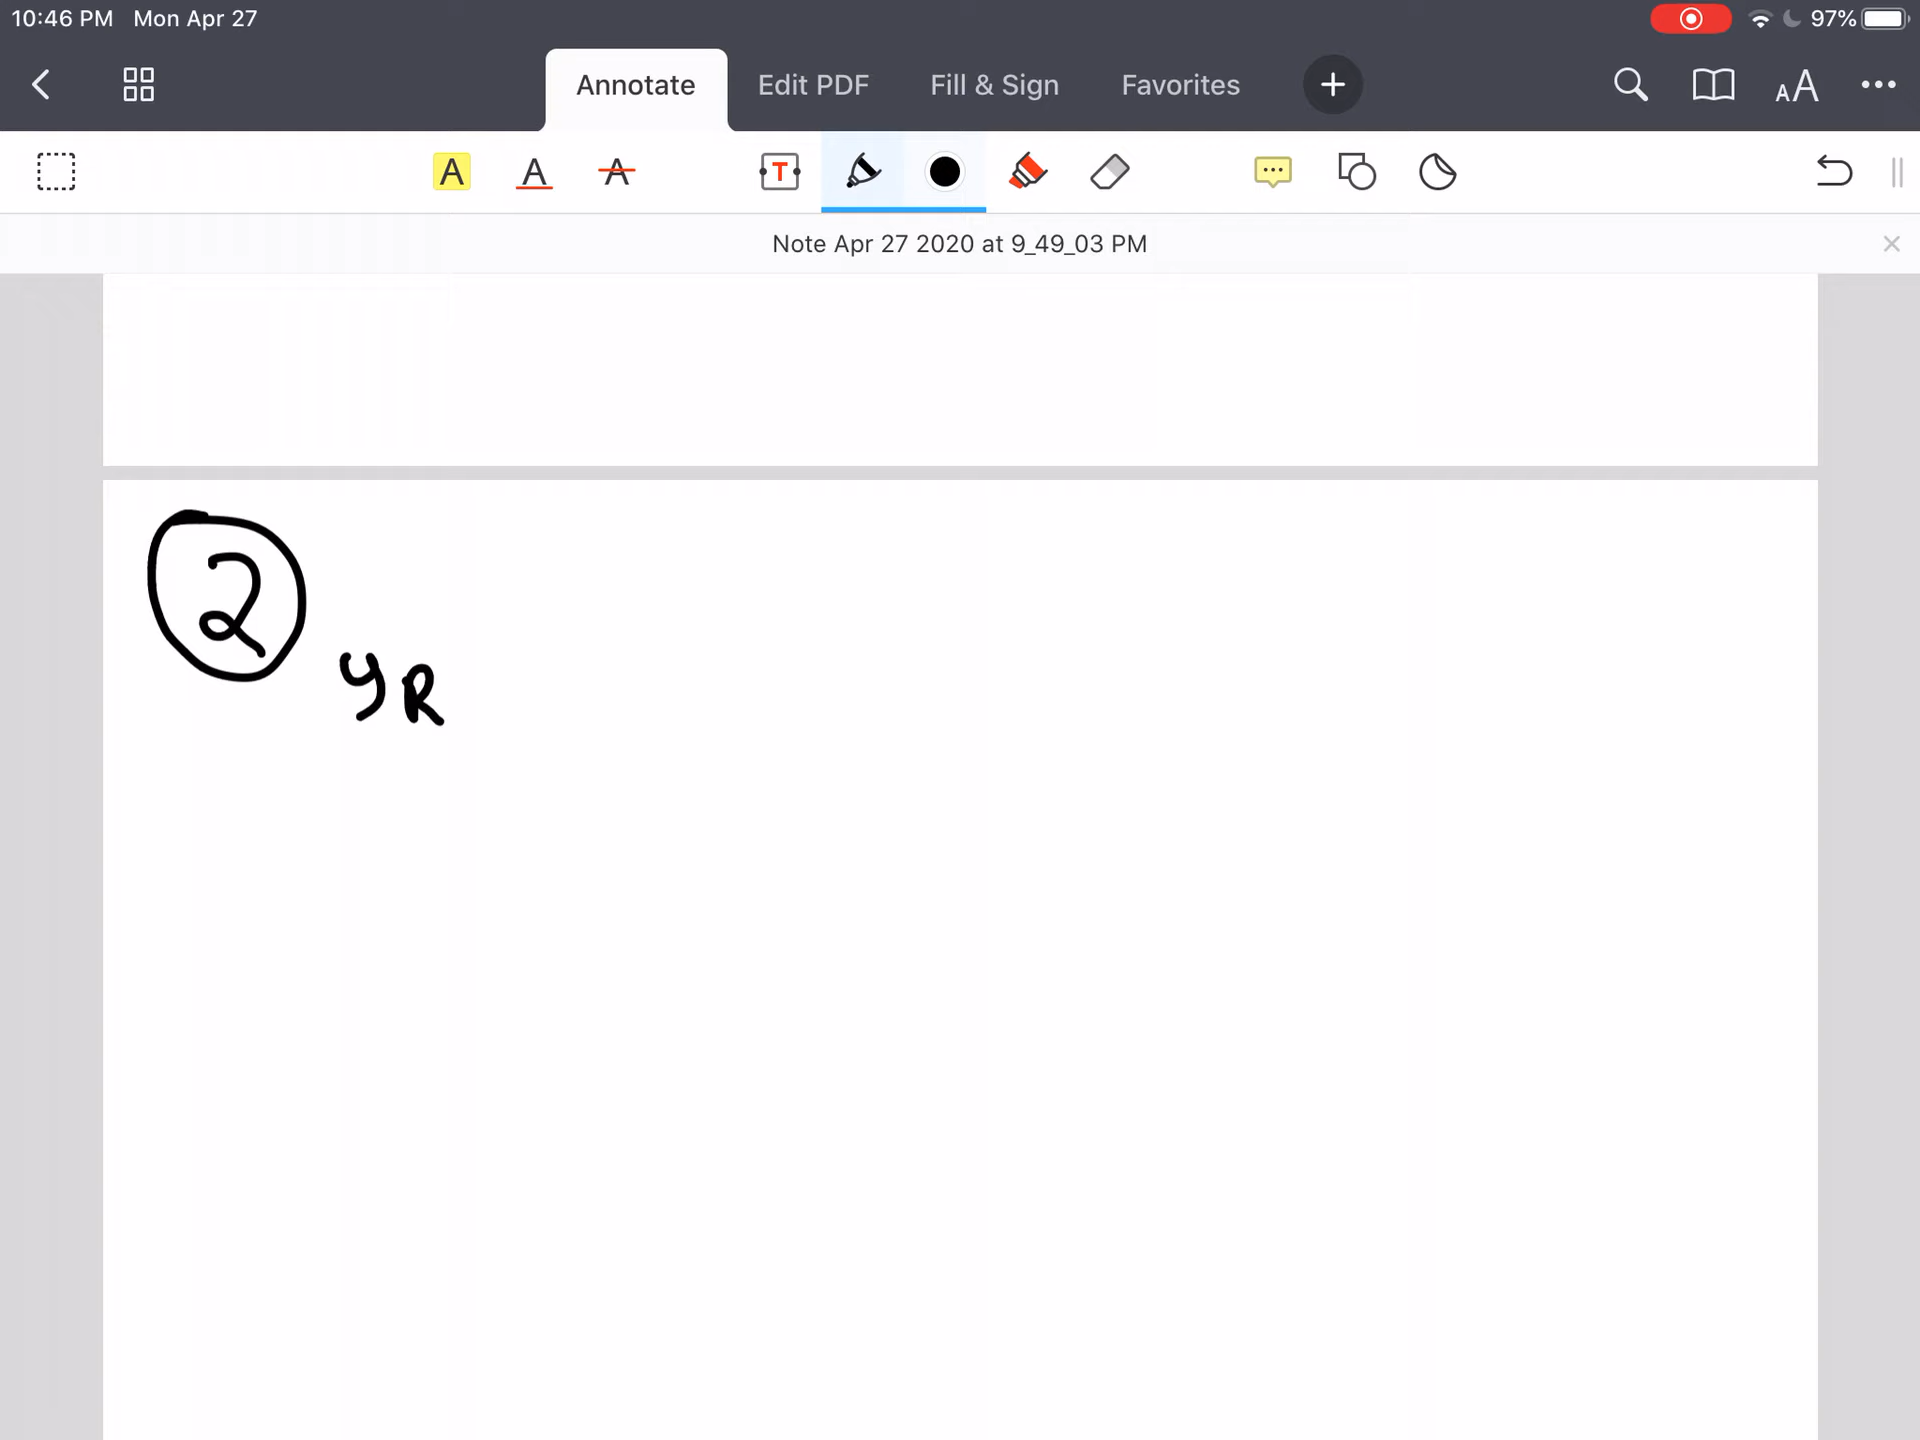 10:46 PM Mon Apr 27 97%
Annotate Edit PDF Fill & Sign Favorites AA
A A A T
Note Apr 27 2020 at 9_49_03 PM
2
yR